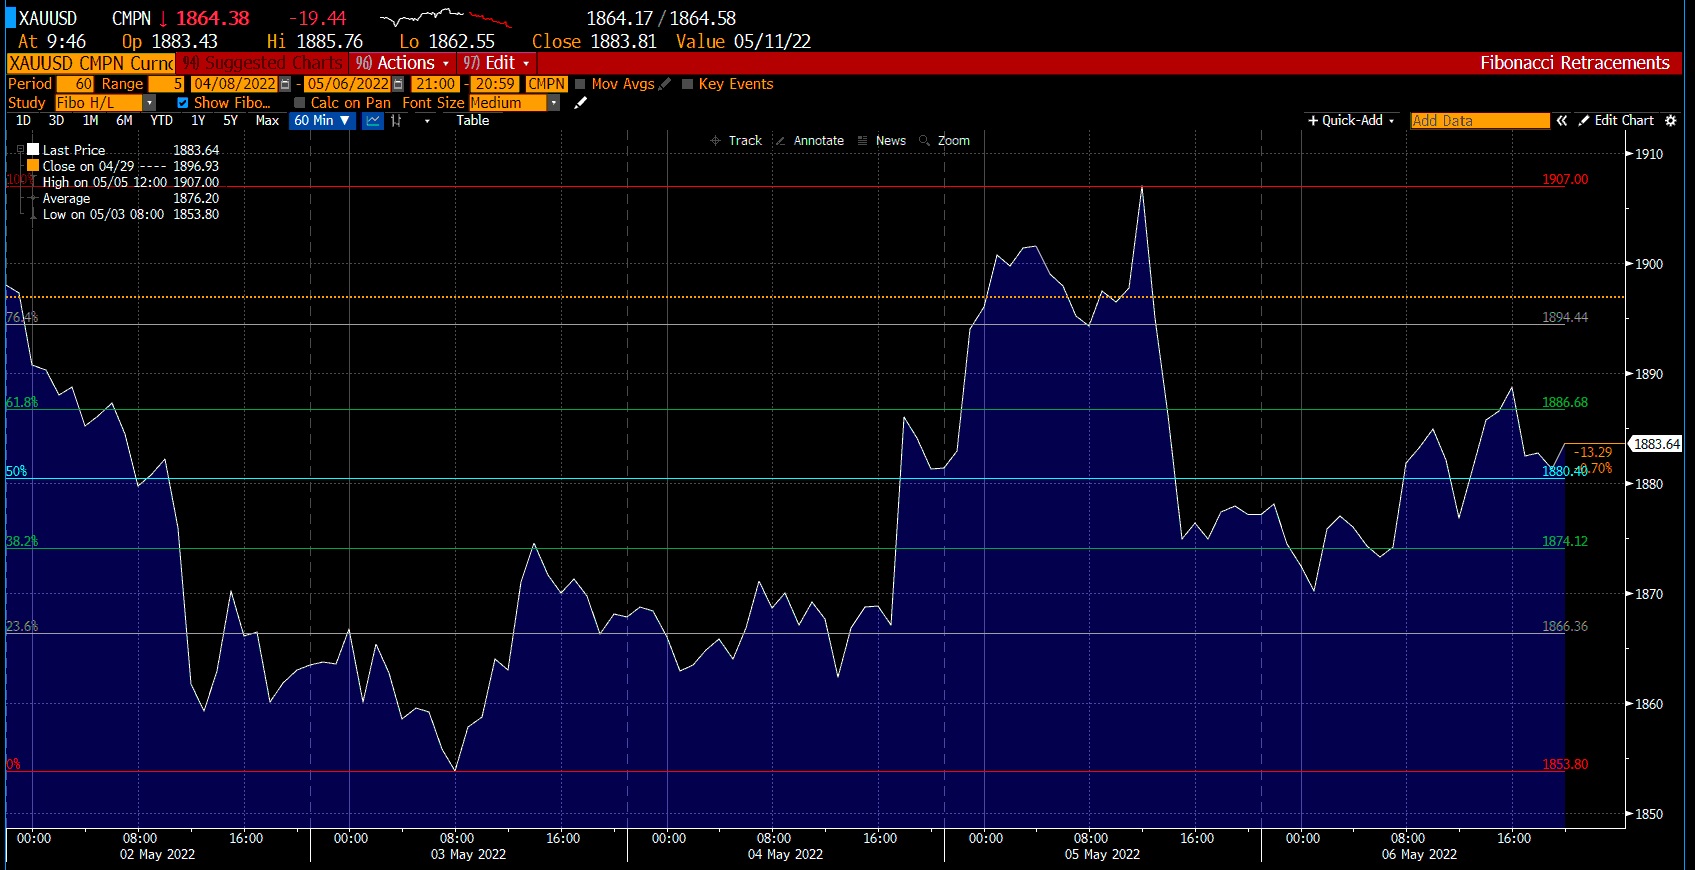 XAUUSD CMPN ↓ 1864.38 -19.44 1864.17 / 1864.58
At 9:46 Op 1883.43 Hi 1885.76 Lo 1862.55 Close 1883.81 Value 05/11/22
XAUUSD CMPN Curnc 94) Suggested Charts 96) Actions 97) Edit Fibonacci Retracements
Period 60 Range 5 04/08/2022 - 05/06/2022 21:00 - 20:59 CMPN Mov Avgs Key Events
Study Fibo H/L Show Fibo... Calc on Pan Font Size Medium
1D 3D 1M 6M YTD 1Y 5Y Max 60 Min ▼ Table + Quick-Add Add Data « Edit Chart
Track Annotate News Zoom
Last Price 1883.64
Close on 04/29 ---- 1896.93
High on 05/05 12:00 1907.00
Average 1876.20
Low on 05/03 08:00 1853.80
100% 1907.00
76.4% 1894.44
61.8% 1886.68
50% 1880.40
38.2% 1874.12
23.6% 1866.36
0% 1853.80
1910
1900
1890
1883.64
-13.29
-0.70%
1880
1870
1860
1850
00:00 08:00 16:00 00:00 08:00 16:00 00:00 08:00 16:00 00:00 08:00 16:00 00:00 08:00 16:00
02 May 2022 03 May 2022 04 May 2022 05 May 2022 06 May 2022